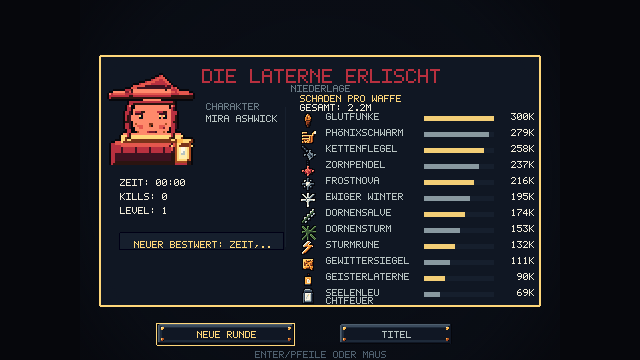 DIE LATERNE ERLISCHT
NIEDERLAGE
CHARAKTER
MIRA ASHWICK
ZEIT: 00:00
KILLS: 0
LEVEL: 1
NEUER BESTWERT: ZEIT,..
SCHADEN PRO WAFFE
GESAMT: 2.2M
GLUTFUNKE 300K
PHÖNIXSCHWARM 279K
KETTENFLEGEL 258K
ZORNPENDEL 237K
FROSTNOVA 216K
EWIGER WINTER 195K
DORNENSALVE 174K
DORNENSTURM 153K
STURMRUNE 132K
GEWITTERSIEGEL 111K
GEISTERLATERNE 90K
SEELENLEU 69K
CHTFEUER
NEUE RUNDE
TITEL
ENTER/PFEILE ODER MAUS